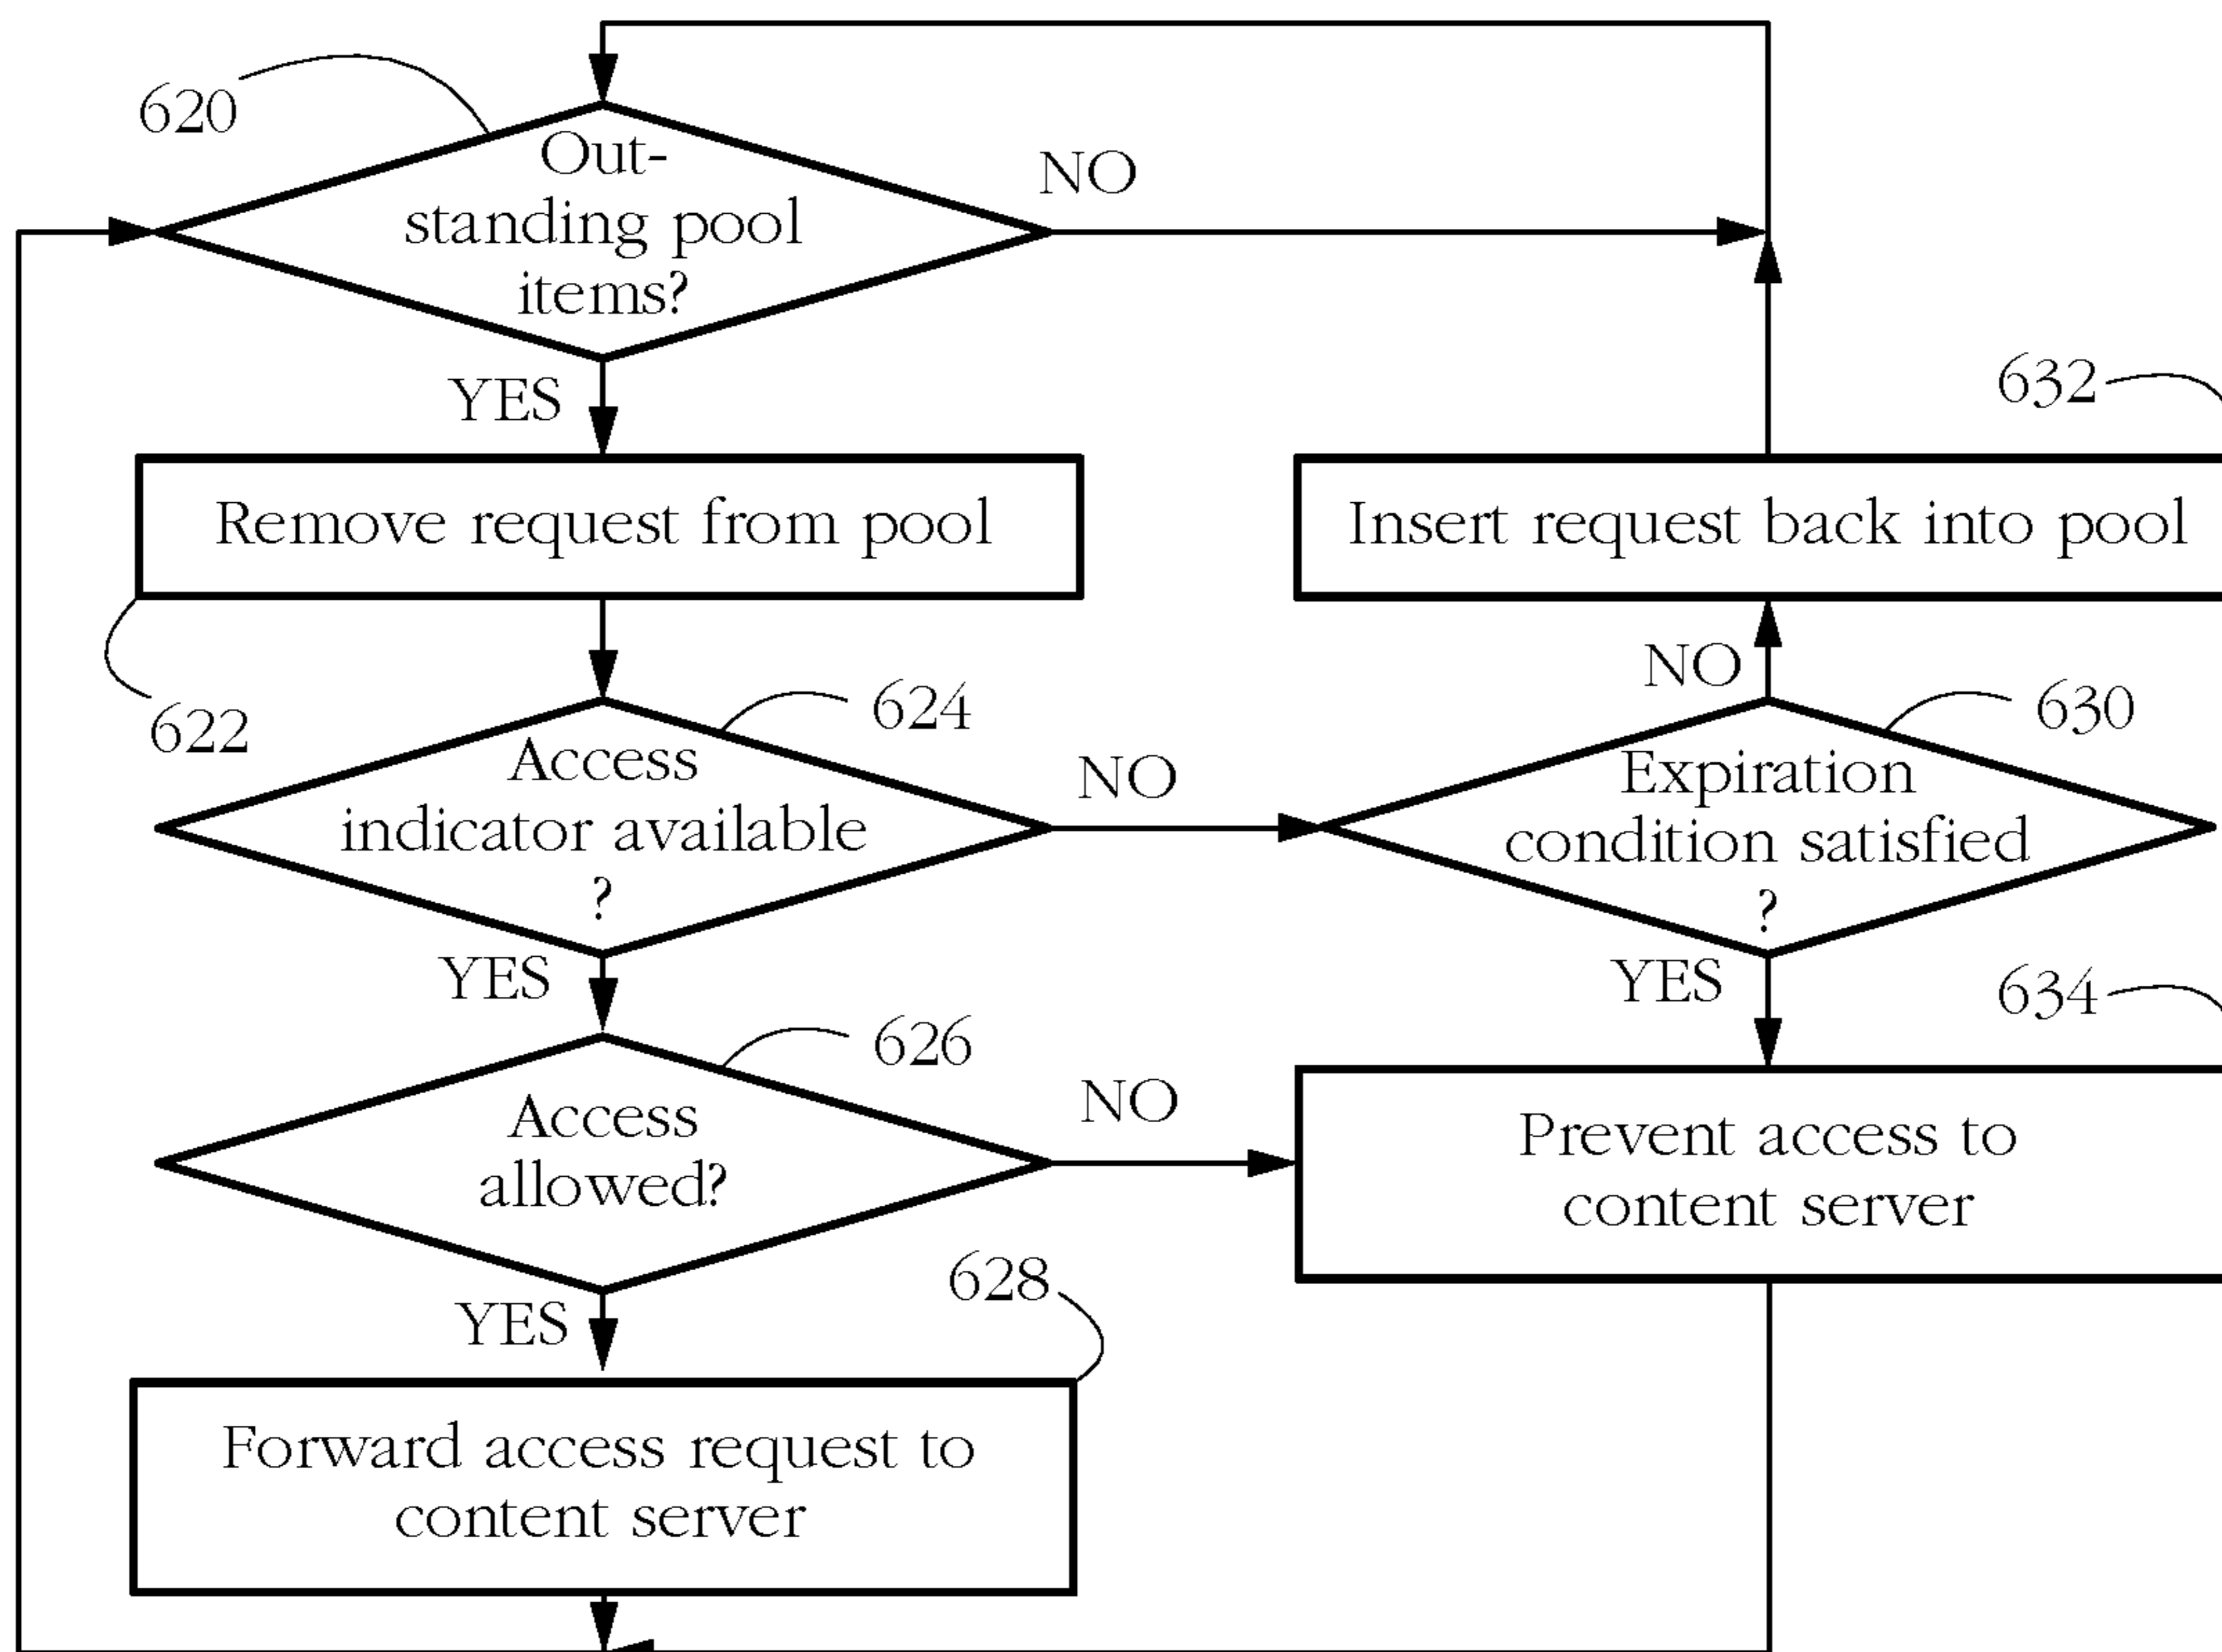 620
Out-
standing pool
items?
NO
YES
632
Remove request from pool
Insert request back into pool
622
624
NO
630
Access
indicator available
?
NO
Expiration
condition satisfied
?
YES
YES
634
626
Access
allowed?
NO
Prevent access to
content server
628
YES
Forward access request to
content server